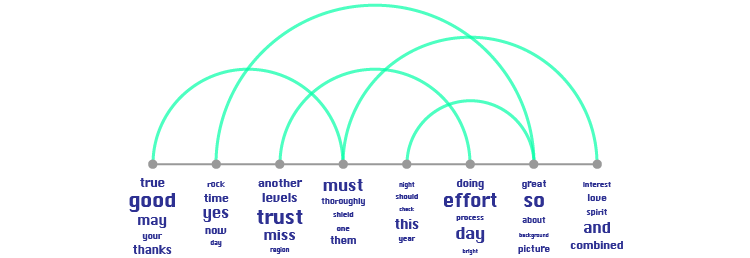 true
good
may
your
thanks
rock
time
yes
now
day
another
levels
trust
miss
region
must
thoroughly
shield
one
them
night
should
check
this
year
doing
effort
process
day
bright
great
so
about
background
picture
interest
love
spirit
and
combined